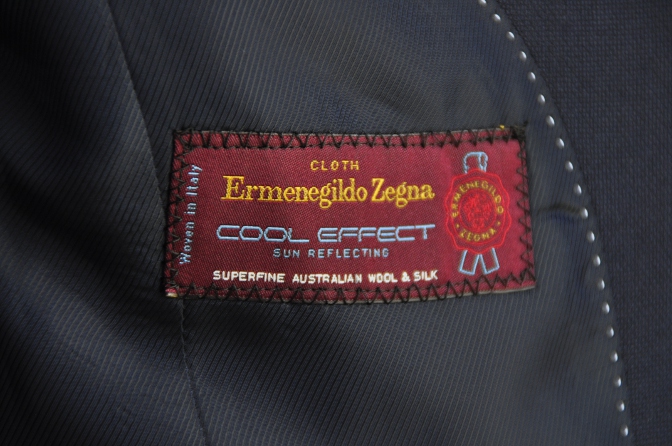 Woven in Italy
CLOTH
Ermenegildo Zegna
COOL EFFECT
SUN REFLECTING
SUPERFINE AUSTRALIAN WOOL & SILK
ERMENEGILDO
ZEGNA